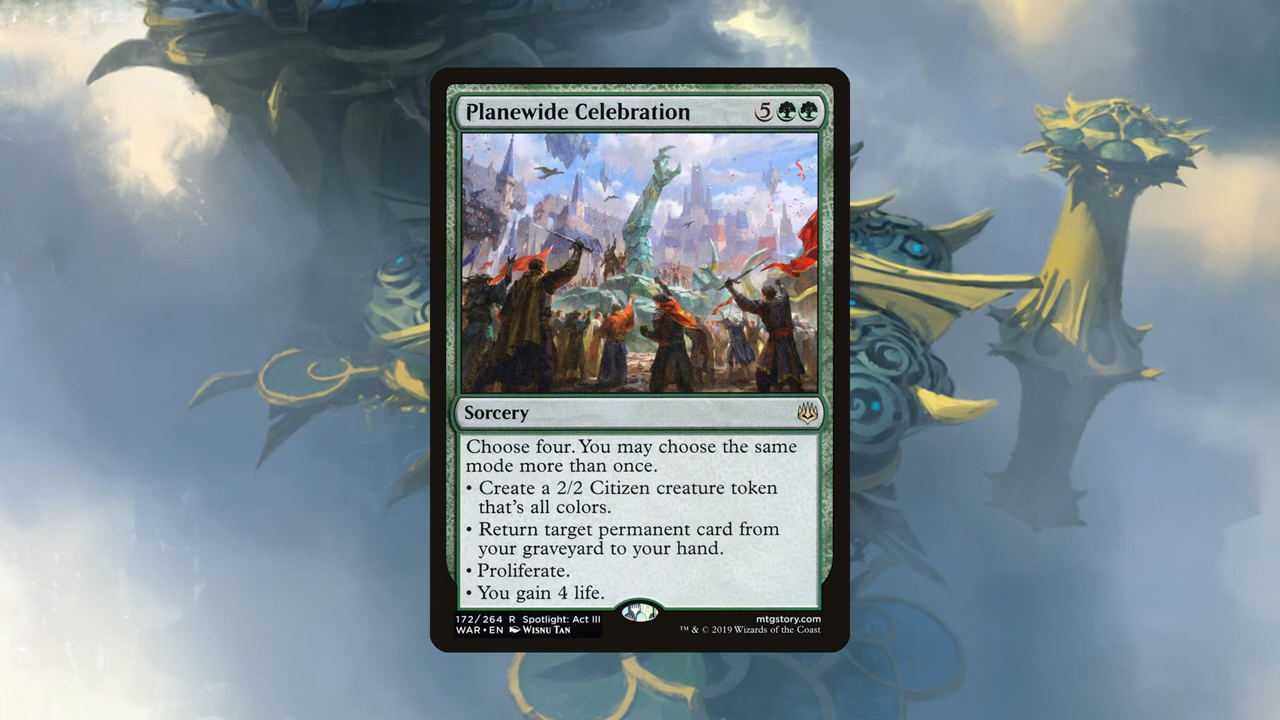 Planewide Celebration 5
Sorcery
Choose four. You may choose the same
mode more than once.
• Create a 2/2 Citizen creature token
that's all colors.
• Return target permanent card from
your graveyard to your hand.
• Proliferate.
• You gain 4 life.
172/264 R Spotlight: Act III
WAR • EN Wisnu Tan
mtgstory.com
™ & © 2019 Wizards of the Coast